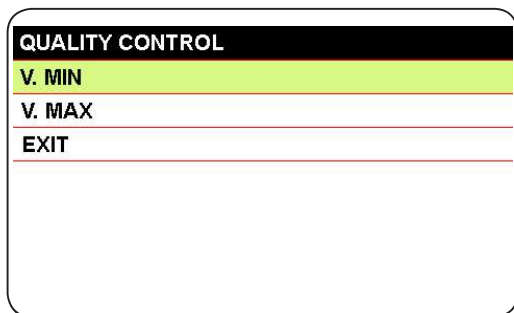 QUALITY CONTROL
V. MIN
V. MAX
EXIT